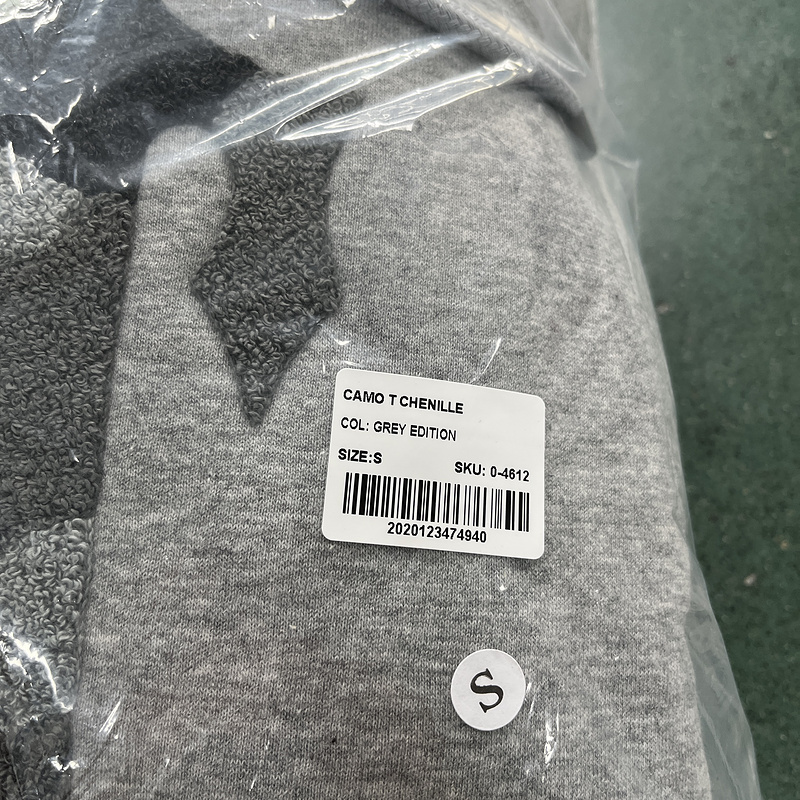 CAMO T CHENILLE
COL: GREY EDITION
SIZE:S SKU: 0-4612
2020123474940
S